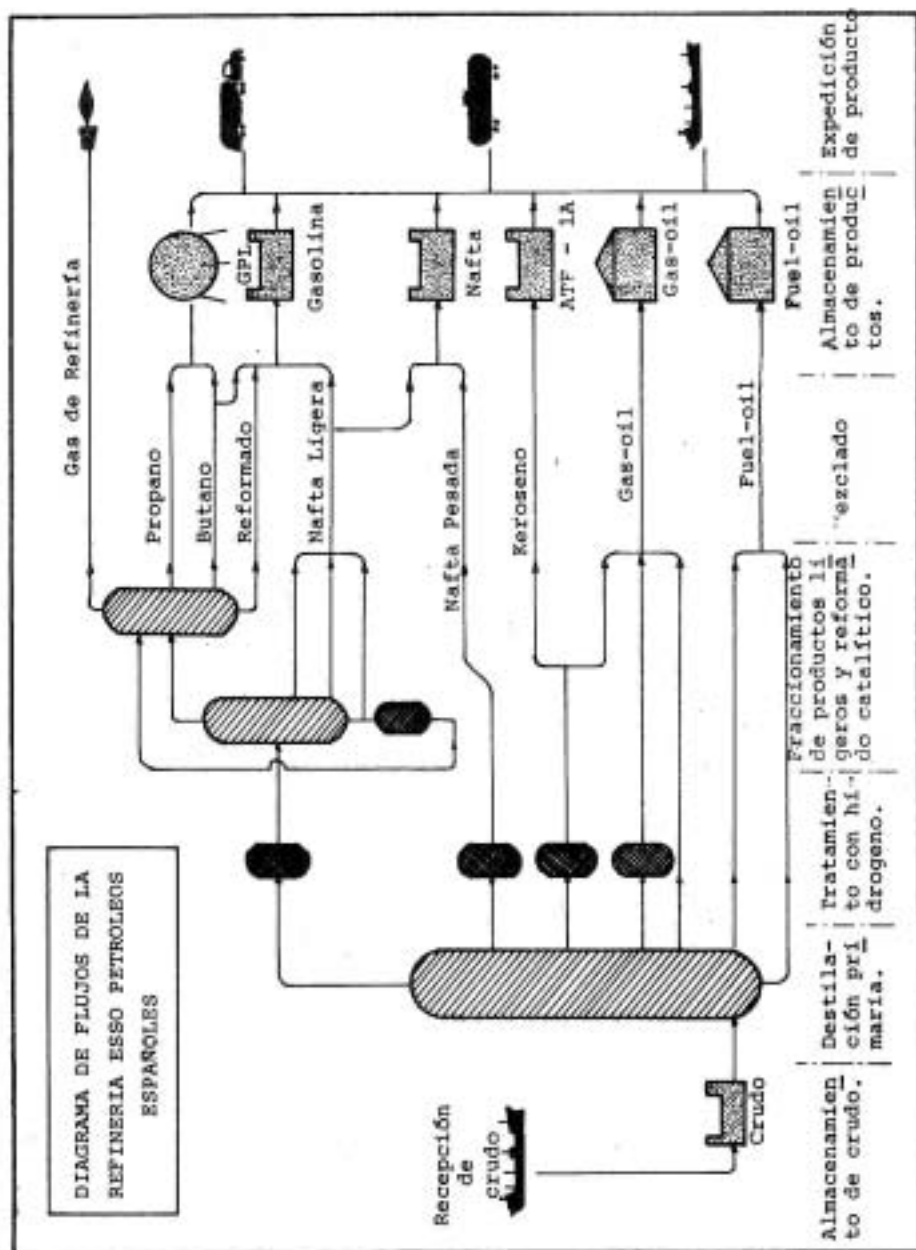 DIAGRAMA DE FLUJOS DE LA
REFINERIA ESSO PETROLEOS
ESPAÑOLES
Gas de Refinería
Propano
Butano
Reformado
Nafta Ligera
Nafta Pesada
Keroseno
Gas-oil
Fuel-oil
GPL
Gasolina
Nafta
ATF - 1A
Gas-oil
Fuel-oil
Recepción
de
crudo
Crudo
Almacenamien
to de crudo.
Destila-
ción pri
maria.
Tratamien-
to con hi-
drogeno.
Fraccionamiento
de productos li
geros y reforma
do catalítico.
ezclado
Almacenamien
to de produc
tos.
Expedición
de producto